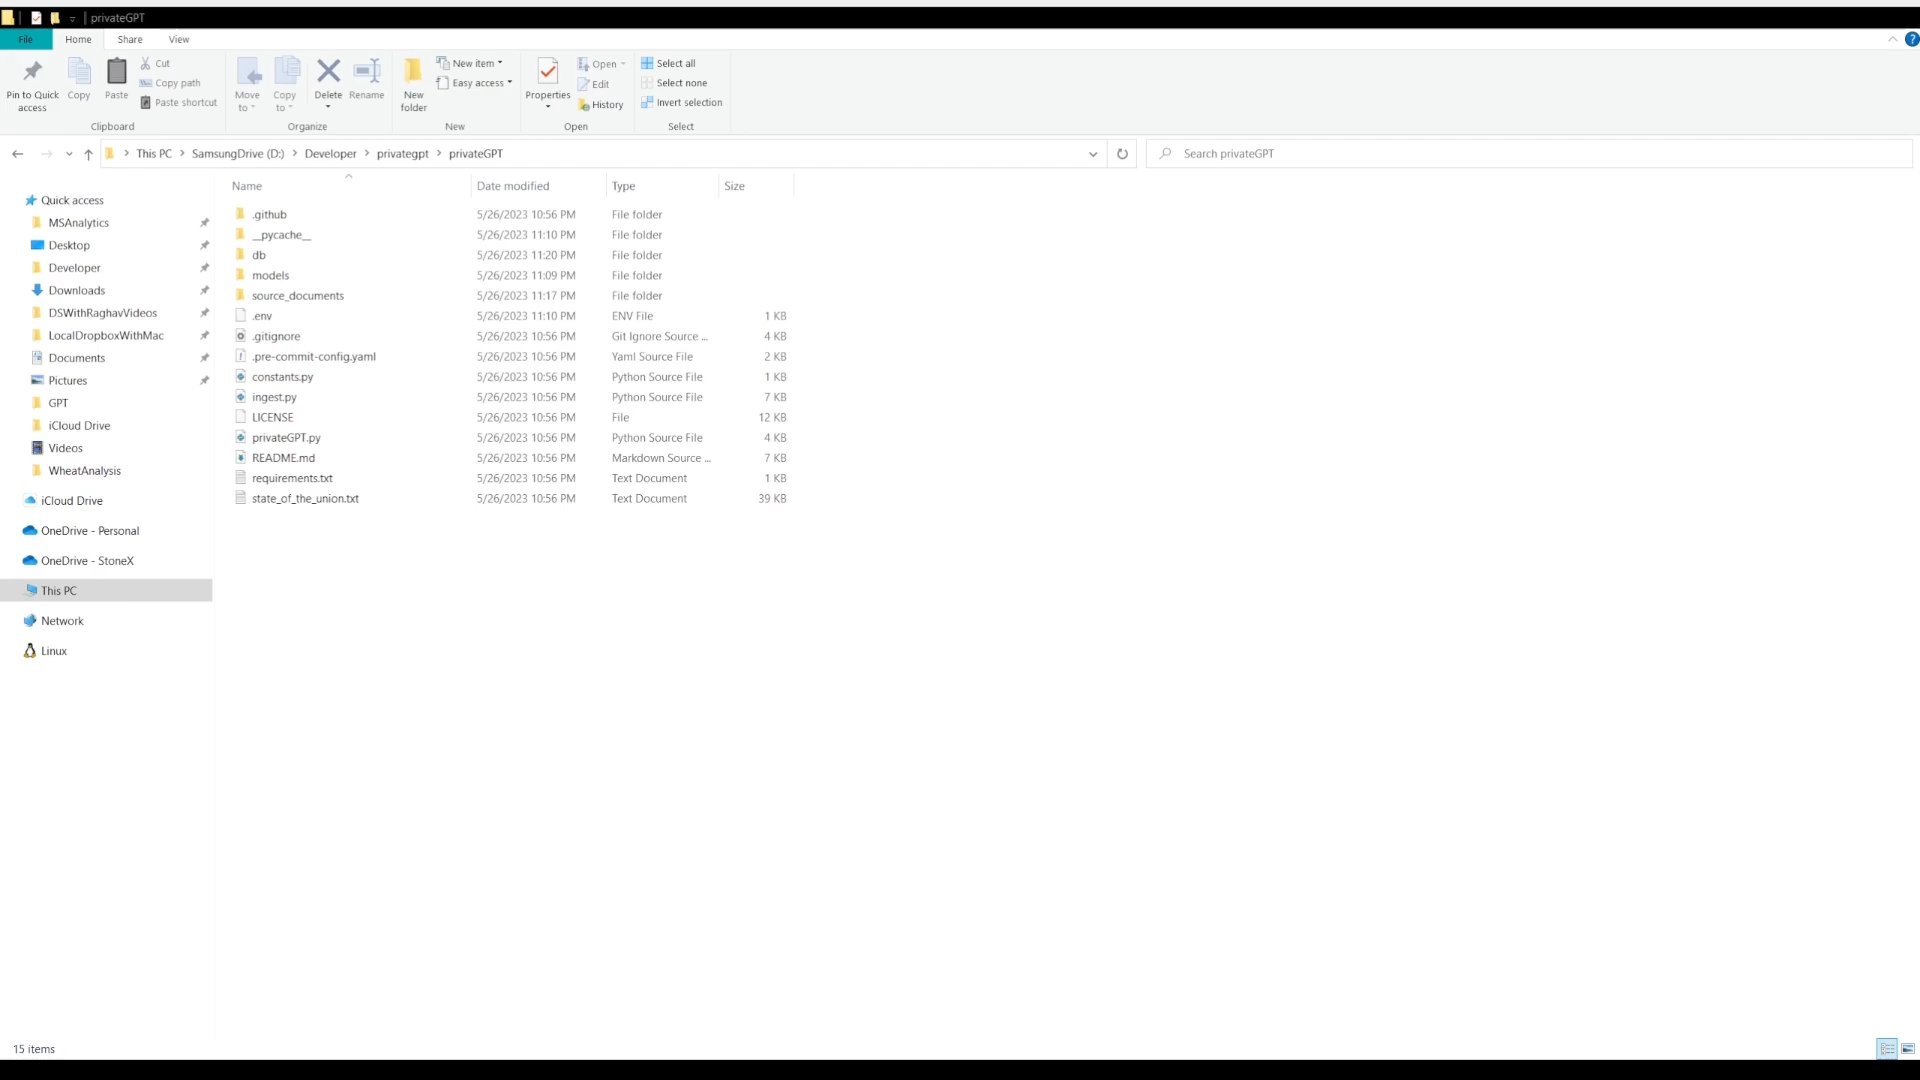 privateGPT
File Home Share View
Pin to Quick access
Copy
Paste
Cut
Copy path
Paste shortcut
Clipboard
Move to
Copy to
Delete
Rename
Organize
New folder
New item
Easy access
New
Properties
Open
Edit
History
Open
Select all
Select none
Invert selection
Select
This PC SamsungDrive (D:) Developer privategpt privateGPT
Search privateGPT
Quick access
MSAnalytics
Desktop
Developer
Downloads
DSWithRaghavVideos
LocalDropboxWithMac
Documents
Pictures
GPT
iCloud Drive
Videos
WheatAnalysis
iCloud Drive
OneDrive - Personal
OneDrive - StoneX
This PC
Network
Linux
Name Date modified Type Size
.github 5/26/2023 10:56 PM File folder
__pycache__ 5/26/2023 11:10 PM File folder
db 5/26/2023 11:20 PM File folder
models 5/26/2023 11:09 PM File folder
source_documents 5/26/2023 11:17 PM File folder
.env 5/26/2023 11:10 PM ENV File 1 KB
.gitignore 5/26/2023 10:56 PM Git Ignore Source ... 4 KB
.pre-commit-config.yaml 5/26/2023 10:56 PM Yaml Source File 2 KB
constants.py 5/26/2023 10:56 PM Python Source File 1 KB
ingest.py 5/26/2023 10:56 PM Python Source File 7 KB
LICENSE 5/26/2023 10:56 PM File 12 KB
privateGPT.py 5/26/2023 10:56 PM Python Source File 4 KB
README.md 5/26/2023 10:56 PM Markdown Source ... 7 KB
requirements.txt 5/26/2023 10:56 PM Text Document 1 KB
state_of_the_union.txt 5/26/2023 10:56 PM Text Document 39 KB
15 items